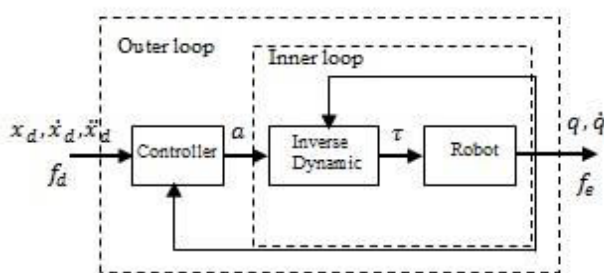 Outer loop
Inner loop
x_d, ẋ_d, ẍ_d
f_d
Controller
a
Inverse
Dynamic
τ
Robot
q, q̇
f_e